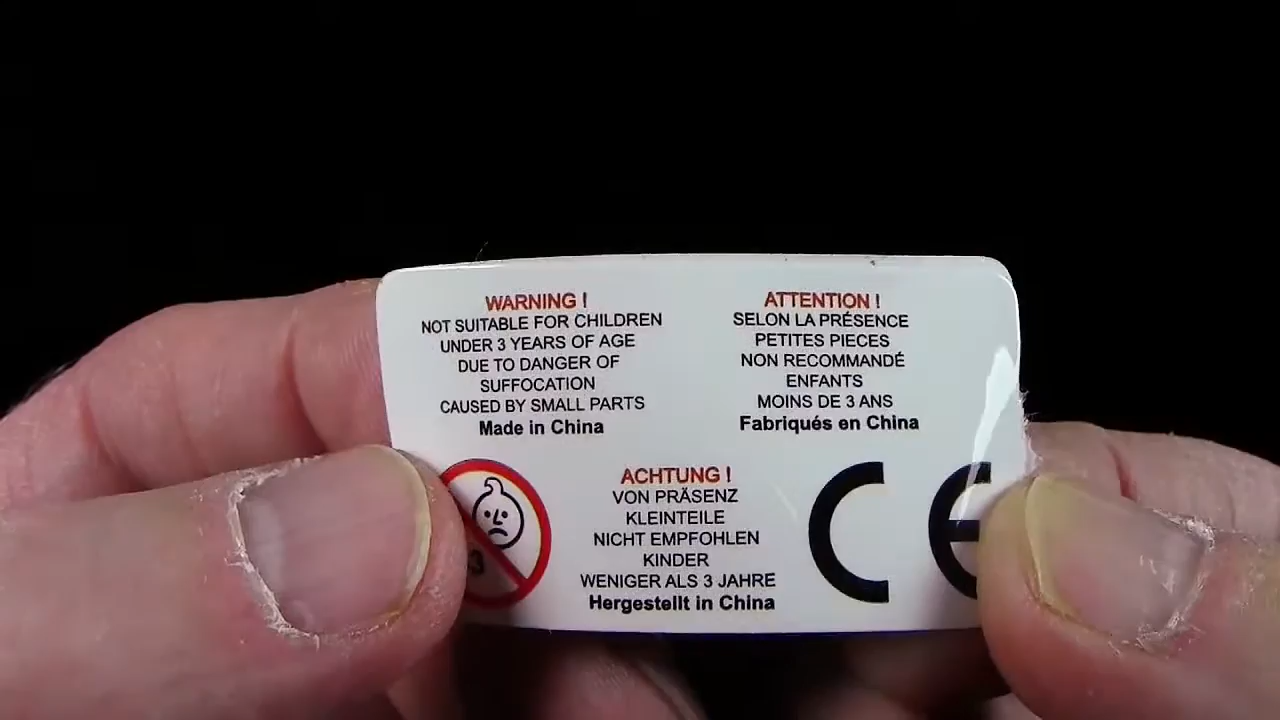 WARNING !
NOT SUITABLE FOR CHILDREN
UNDER 3 YEARS OF AGE
DUE TO DANGER OF
SUFFOCATION
CAUSED BY SMALL PARTS
Made in China
ATTENTION !
SELON LA PRÉSENCE
PETITES PIECES
NON RECOMMANDÉ
ENFANTS
MOINS DE 3 ANS
Fabriqués en China
ACHTUNG !
VON PRÄSENZ
KLEINTEILE
NICHT EMPFOHLEN
KINDER
WENIGER ALS 3 JAHRE
Hergestellt in China
CE